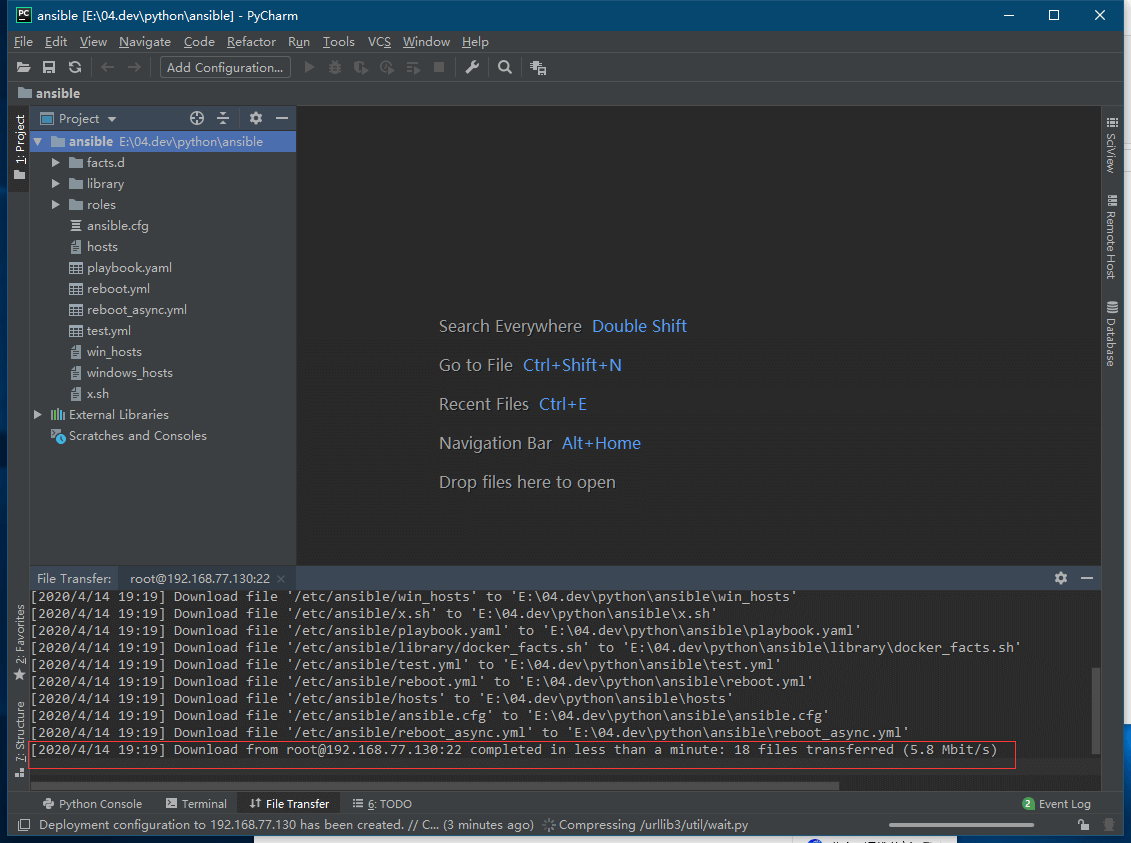 PC ansible [E:\04.dev\python\ansible] - PyCharm
File Edit View Navigate Code Refactor Run Tools VCS Window Help
Add Configuration...
ansible
1: Project
Project
ansible E:\04.dev\python\ansible
facts.d
library
roles
ansible.cfg
hosts
playbook.yaml
reboot.yml
reboot_async.yml
test.yml
win_hosts
windows_hosts
x.sh
External Libraries
Scratches and Consoles
Search Everywhere Double Shift
Go to File Ctrl+Shift+N
Recent Files Ctrl+E
Navigation Bar Alt+Home
Drop files here to open
SciView
Remote Host
Database
2: Favorites
7: Structure
File Transfer: root@192.168.77.130:22
[2020/4/14 19:19] Download file '/etc/ansible/win_hosts' to 'E:\04.dev\python\ansible\win_hosts'
[2020/4/14 19:19] Download file '/etc/ansible/x.sh' to 'E:\04.dev\python\ansible\x.sh'
[2020/4/14 19:19] Download file '/etc/ansible/playbook.yaml' to 'E:\04.dev\python\ansible\playbook.yaml'
[2020/4/14 19:19] Download file '/etc/ansible/library/docker_facts.sh' to 'E:\04.dev\python\ansible\library\docker_facts.sh'
[2020/4/14 19:19] Download file '/etc/ansible/test.yml' to 'E:\04.dev\python\ansible\test.yml'
[2020/4/14 19:19] Download file '/etc/ansible/reboot.yml' to 'E:\04.dev\python\ansible\reboot.yml'
[2020/4/14 19:19] Download file '/etc/ansible/hosts' to 'E:\04.dev\python\ansible\hosts'
[2020/4/14 19:19] Download file '/etc/ansible/ansible.cfg' to 'E:\04.dev\python\ansible\ansible.cfg'
[2020/4/14 19:19] Download file '/etc/ansible/reboot_async.yml' to 'E:\04.dev\python\ansible\reboot_async.yml'
[2020/4/14 19:19] Download from root@192.168.77.130:22 completed in less than a minute: 18 files transferred (5.8 Mbit/s)
Python Console Terminal File Transfer 6: TODO 2 Event Log
Deployment configuration to 192.168.77.130 has been created. // C... (3 minutes ago) Compressing /urllib3/util/wait.py